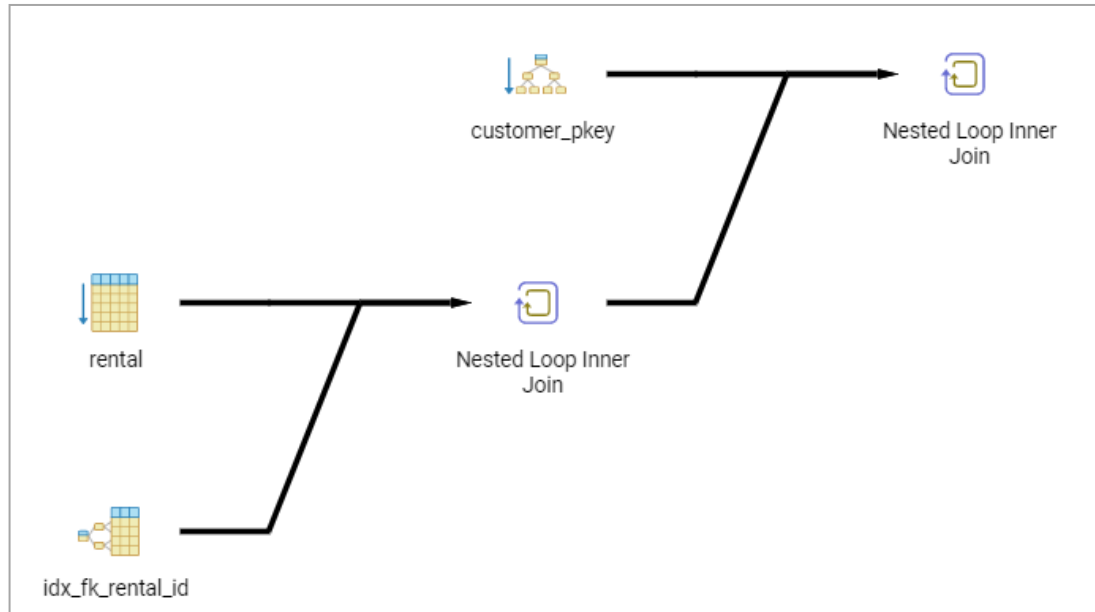 customer_pkey
Nested Loop Inner
Join
rental
Nested Loop Inner
Join
idx_fk_rental_id